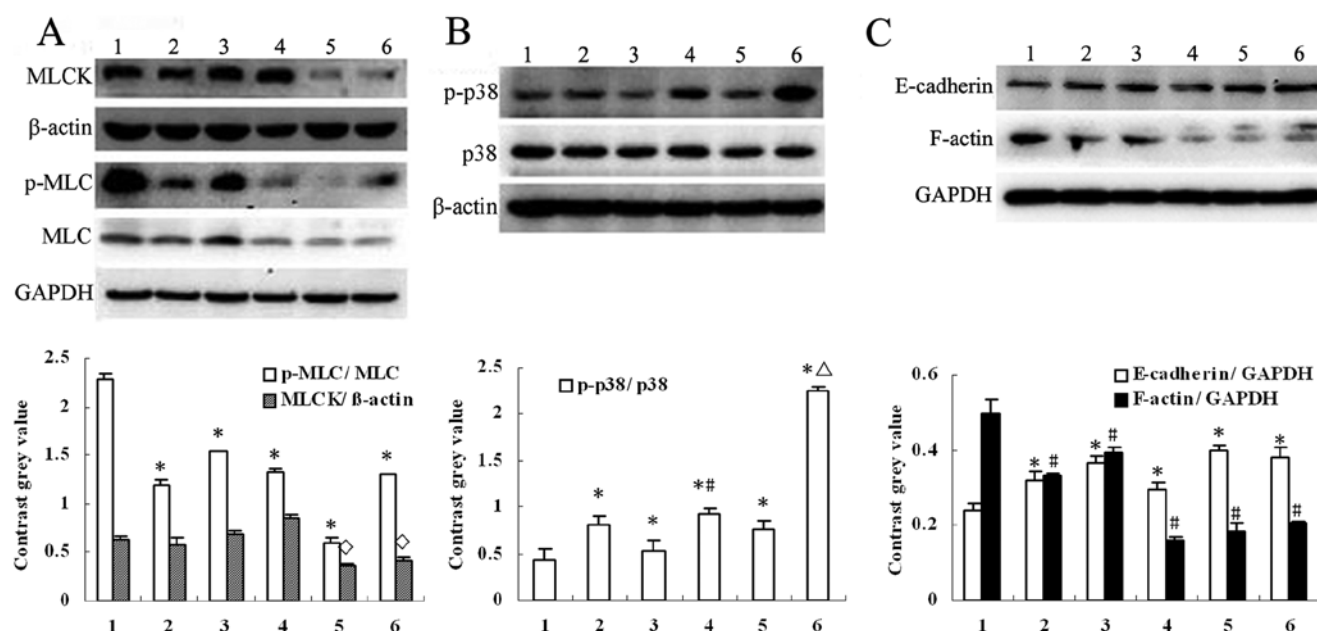 A
1 2 3 4 5 6
MLCK
β-actin
p-MLC
MLC
GAPDH
B
1 2 3 4 5 6
p-p38
p38
β-actin
C
1 2 3 4 5 6
E-cadherin
F-actin
GAPDH
Contrast grey value
2.5
2
1.5
1
0.5
0
p-MLC/ MLC
MLCK/ ß-actin
* * * * * ◇ ◇
1 2 3 4 5 6
Contrast grey value
2.5
2
1.5
1
0.5
0
p-p38/ p38
* * *# * *△
1 2 3 4 5 6
Contrast grey value
0.6
0.4
0.2
0
E-cadherin/ GAPDH
F-actin/ GAPDH
* # * # * # * # * #
1 2 3 4 5 6